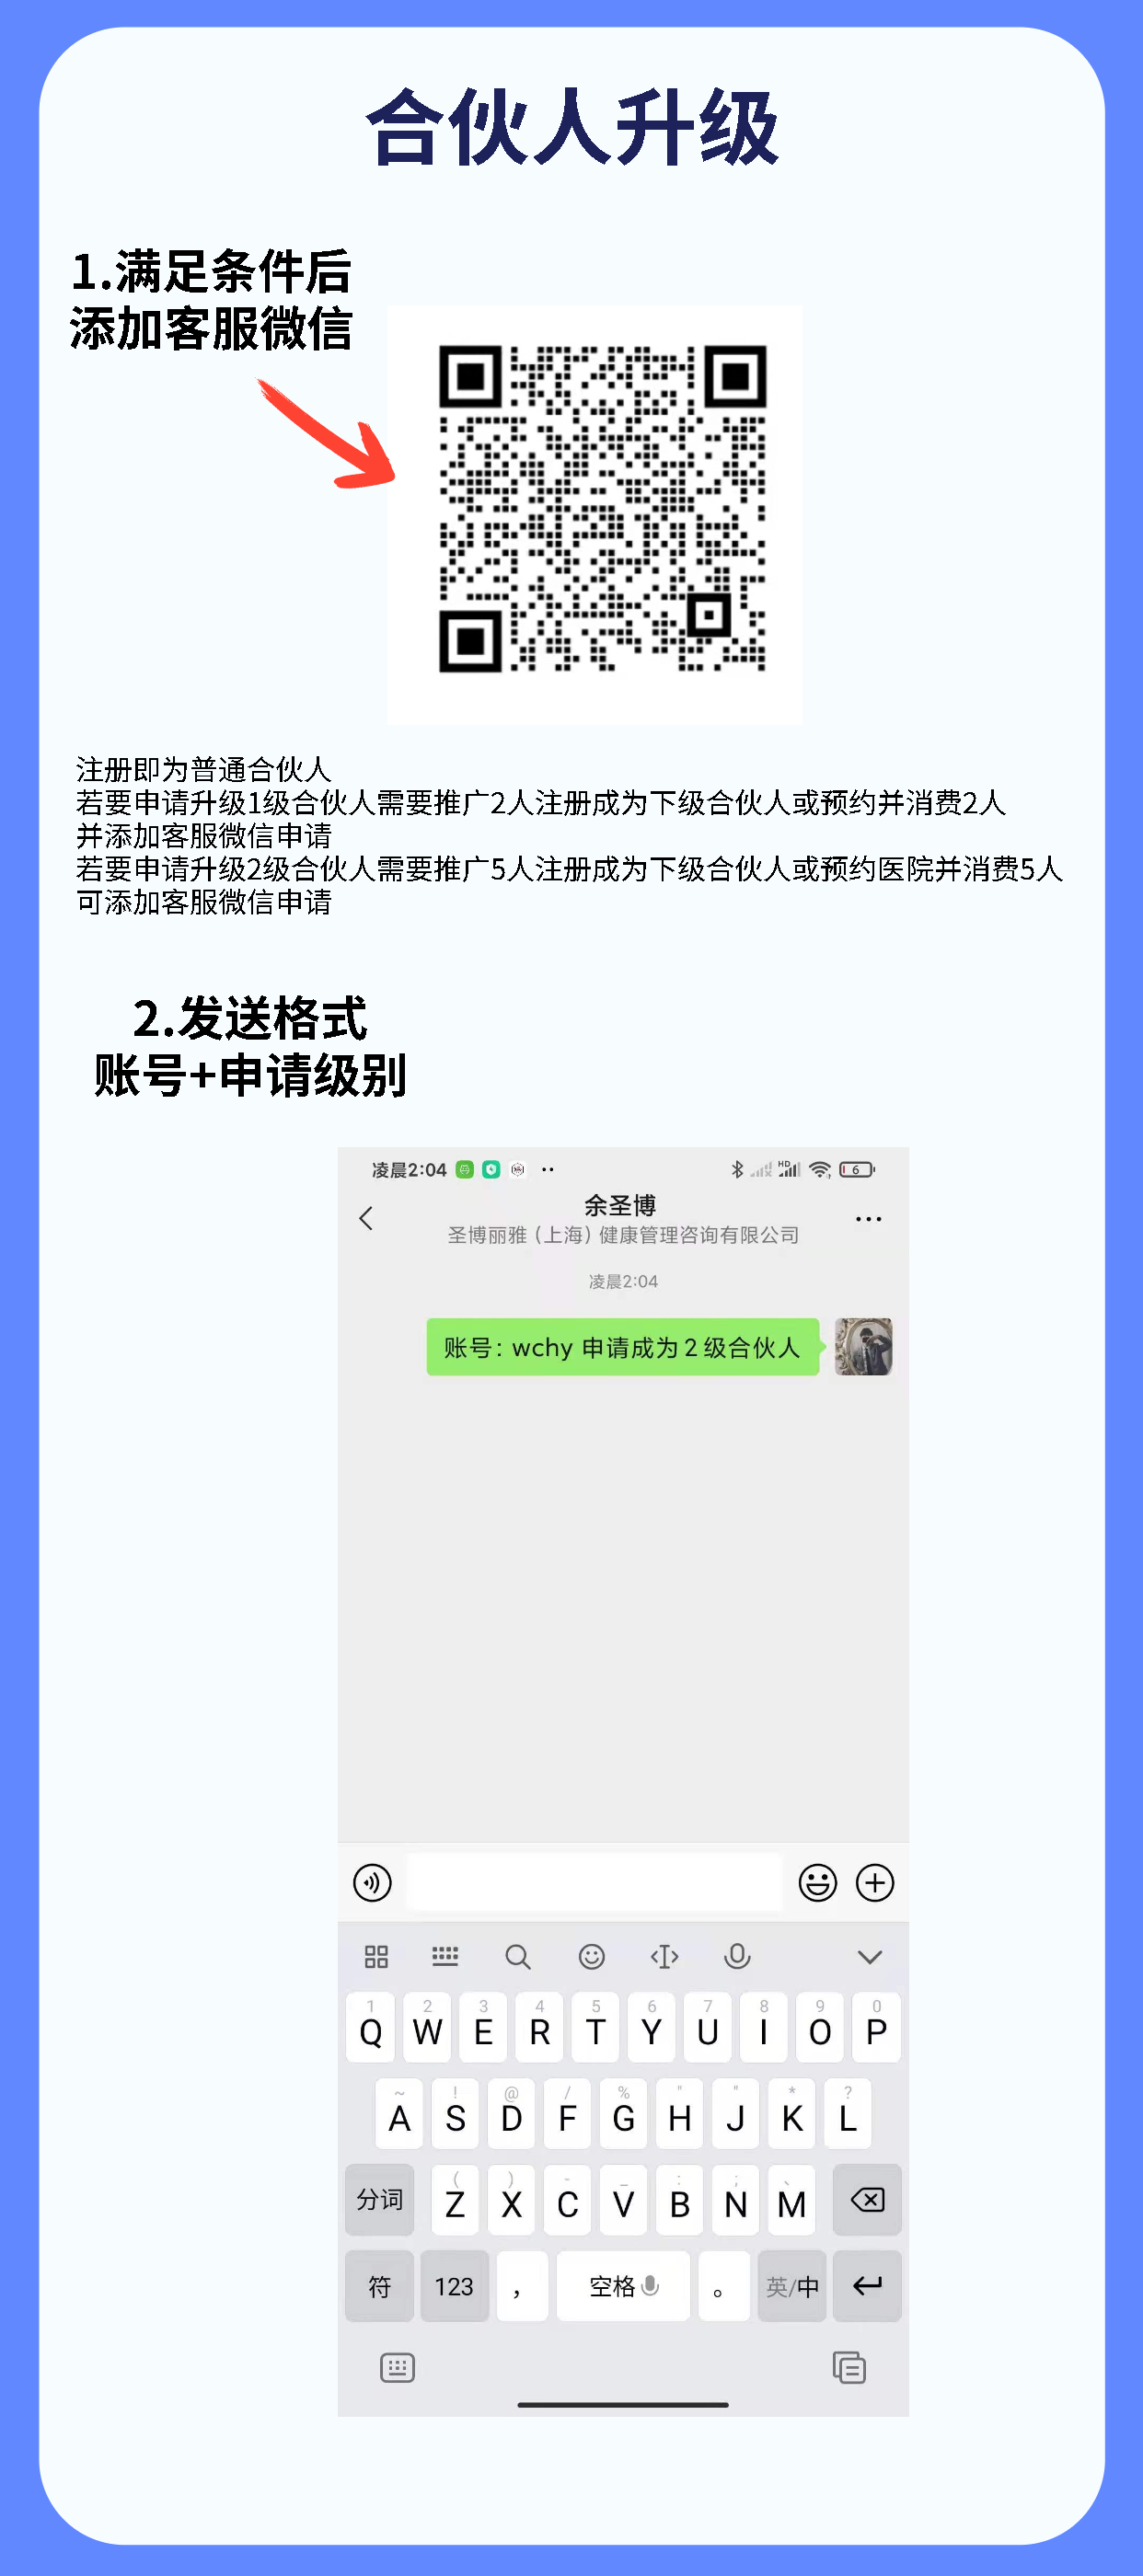 合伙人升级
1.满足条件后
添加客服微信
注册即为普通合伙人
若要申请升级1级合伙人需要推广2人注册成为下级合伙人或预约并消费2人
并添加客服微信申请
若要申请升级2级合伙人需要推广5人注册成为下级合伙人或预约医院并消费5人
可添加客服微信申请
2.发送格式
账号+申请级别
凌晨2:04
HD
6
余圣博
圣博丽雅（上海）健康管理咨询有限公司
凌晨2:04
账号：wchy 申请成为 2 级合伙人
1 2 3 4 5 6 7 8 9 0
Q W E R T Y U I O P
~ ! @ / % " " * ?
A S D F G H J K L
( ) - _ : ; 、
分词 Z X C V B N M
符 123 ， 空格 。 英/中